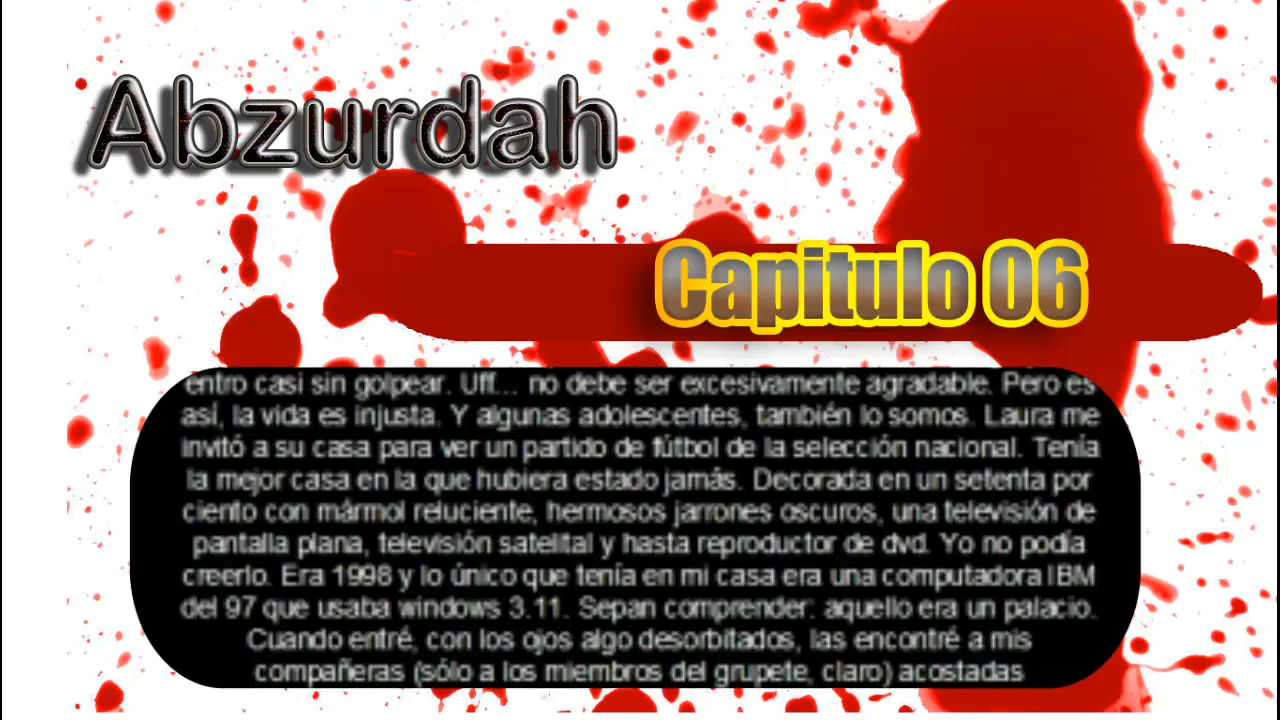 Abzurdah
Capitulo 06
entro casi sin golpear. Uff... no debe ser excesivamente agradable. Pero es
así, la vida es injusta. Y algunas adolescentes, también lo somos. Laura me
invitó a su casa para ver un partido de fútbol de la selección nacional. Tenía
la mejor casa en la que hubiera estado jamás. Decorada en un setenta por
ciento con mármol reluciente, hermosos jarrones oscuros, una televisión de
pantalla plana, televisión satelital y hasta reproductor de dvd. Yo no podía
creerlo. Era 1998 y lo único que tenía en mi casa era una computadora IBM
del 97 que usaba windows 3.11. Sepan comprender: aquello era un palacio.
Cuando entré, con los ojos algo desorbitados, las encontré a mis
compañeras (sólo a los miembros del grupete, claro) acostadas